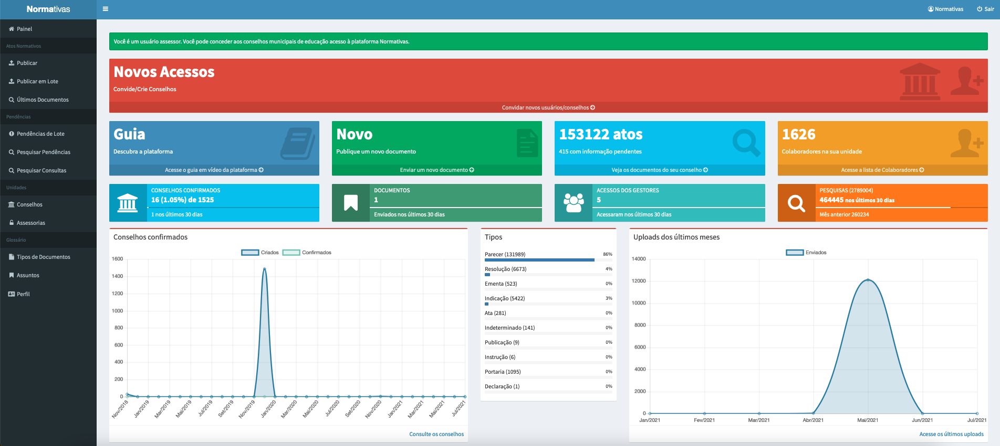 Normativas
Normativas
Sair
Painel
Atos Normativos
Publicar
Publicar em Lote
Últimos Documentos
Pendências
Pendências de Lote
Pesquisar Pendências
Pesquisar Consultas
Unidades
Conselhos
Assessorias
Glossário
Tipos de Documentos
Assuntos
Perfil
Você é um usuário assessor. Você pode conceder aos conselhos municipais de educação acesso à plataforma Normativas.
Novos Acessos
Convide/Crie Conselhos
Convidar novos usuários/conselhos
Guia
Descubra a plataforma
Acesse o guia em vídeo da plataforma
Novo
Publique um novo documento
Enviar um novo documento
153122 atos
415 com informação pendentes
Veja os documentos do seu conselho
1626
Colaboradores na sua unidade
Acesse a lista de Colaboradores
CONSELHOS CONFIRMADOS
16 (1.05%) de 1525
1 nos últimos 30 dias
DOCUMENTOS
1
Enviados nos últimos 30 dias
ACESSOS DOS GESTORES
5
Acessaram nos últimos 30 dias
PESQUISAS (2789004)
464445 nos últimos 30 dias
Mês anterior 260234
Conselhos confirmados
Criados Confirmados
1600
1400
1200
1000
800
600
400
200
0
Nov/2018 Jan/2019 Mar/2019 Mai/2019 Jul/2019 Set/2019 Nov/2019 Jan/2020 Mar/2020 Mai/2020 Jul/2020 Set/2020 Nov/2020 Jan/2021 Mar/2021 Mai/2021 Jul/2021
Consulte os conselhos
Tipos
Parecer (131989) 86%
Resolução (6673) 4%
Ementa (523) 0%
Indicação (5422) 3%
Ata (281) 0%
Indeterminado (141) 0%
Publicação (9) 0%
Instrução (6) 0%
Portaria (1095) 0%
Declaração (1) 0%
Uploads dos últimos meses
Enviados
14000
12000
10000
8000
6000
4000
2000
0
Jan/2021 Fev/2021 Mar/2021 Abr/2021 Mai/2021 Jun/2021 Jul/2021
Acesse os últimos uploads